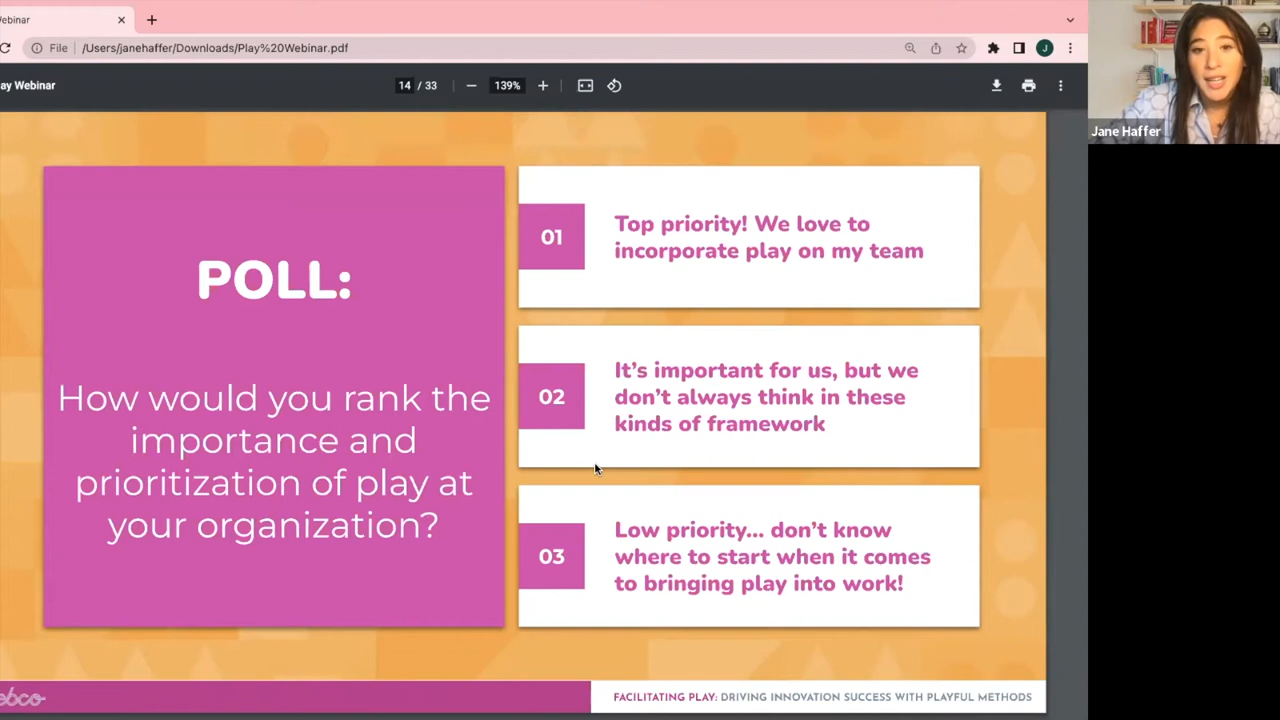 ebinar
File
/Users/janehaffer/Downloads/Play%20Webinar.pdf
J
ay Webinar
14 / 33
139%
Jane Haffer
POLL:
How would you rank the
importance and
prioritization of play at
your organization?
01
Top priority! We love to
incorporate play on my team
02
It's important for us, but we
don't always think in these
kinds of framework
03
Low priority... don't know
where to start when it comes
to bringing play into work!
ebco
FACILITATING PLAY: DRIVING INNOVATION SUCCESS WITH PLAYFUL METHODS